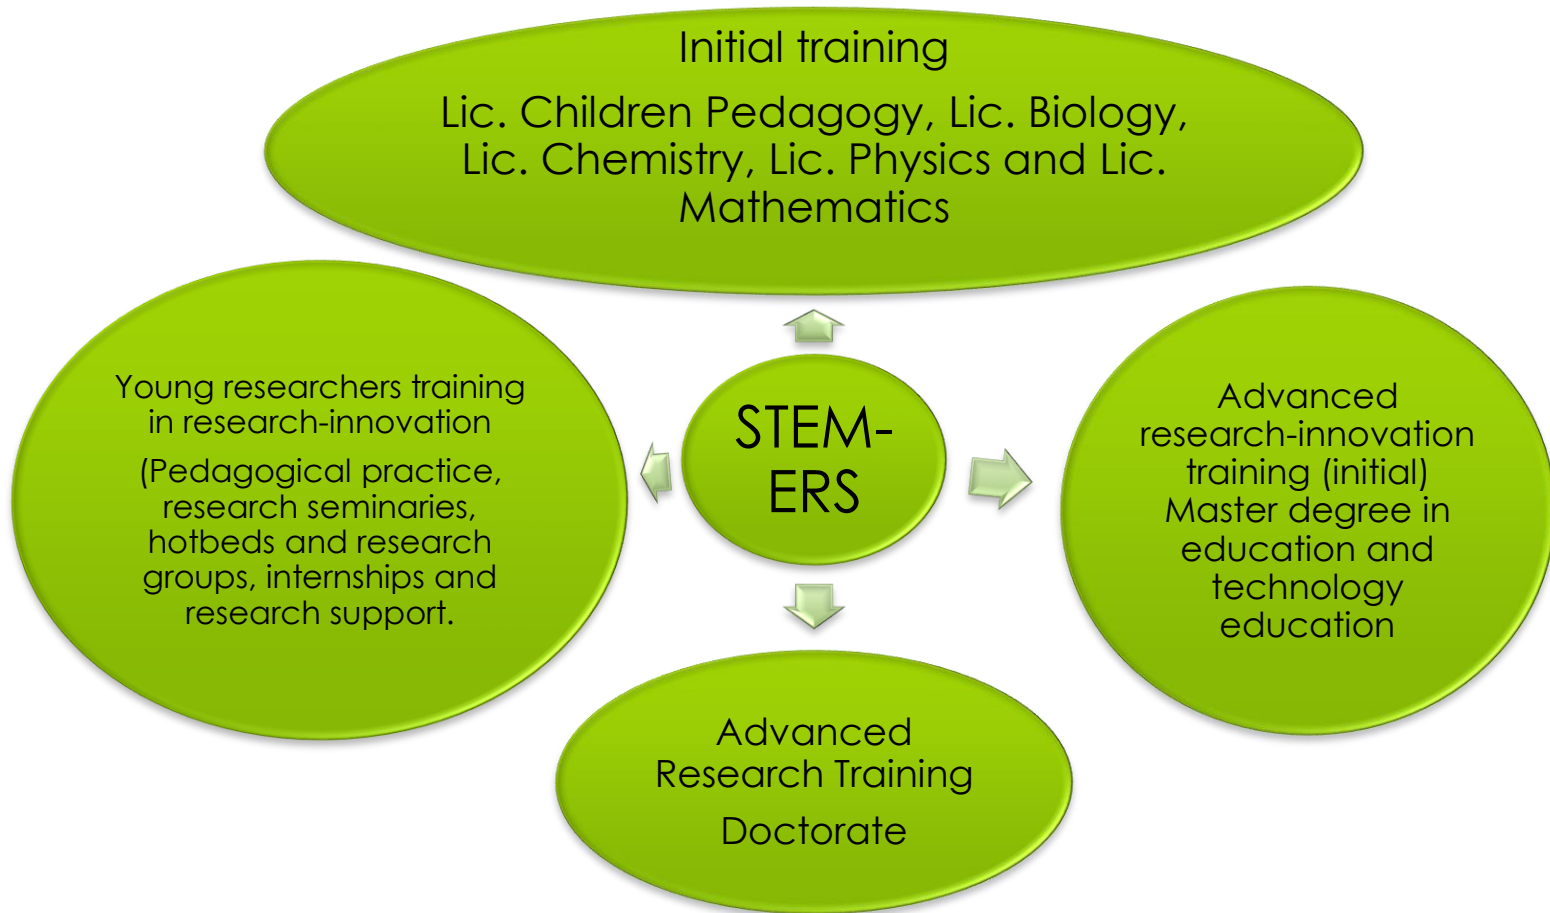 Initial training
Lic. Children Pedagogy, Lic. Biology,
Lic. Chemistry, Lic. Physics and Lic.
Mathematics
Young researchers training
in research-innovation
(Pedagogical practice,
research seminaries,
hotbeds and research
groups, internships and
research support.
STEM-
ERS
Advanced
research-innovation
training (initial)
Master degree in
education and
technology
education
Advanced
Research Training
Doctorate